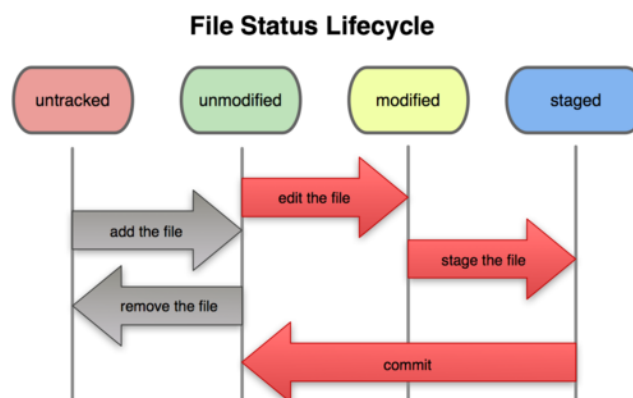 File Status Lifecycle
untracked
unmodified
modified
staged
edit the file
add the file
stage the file
remove the file
commit